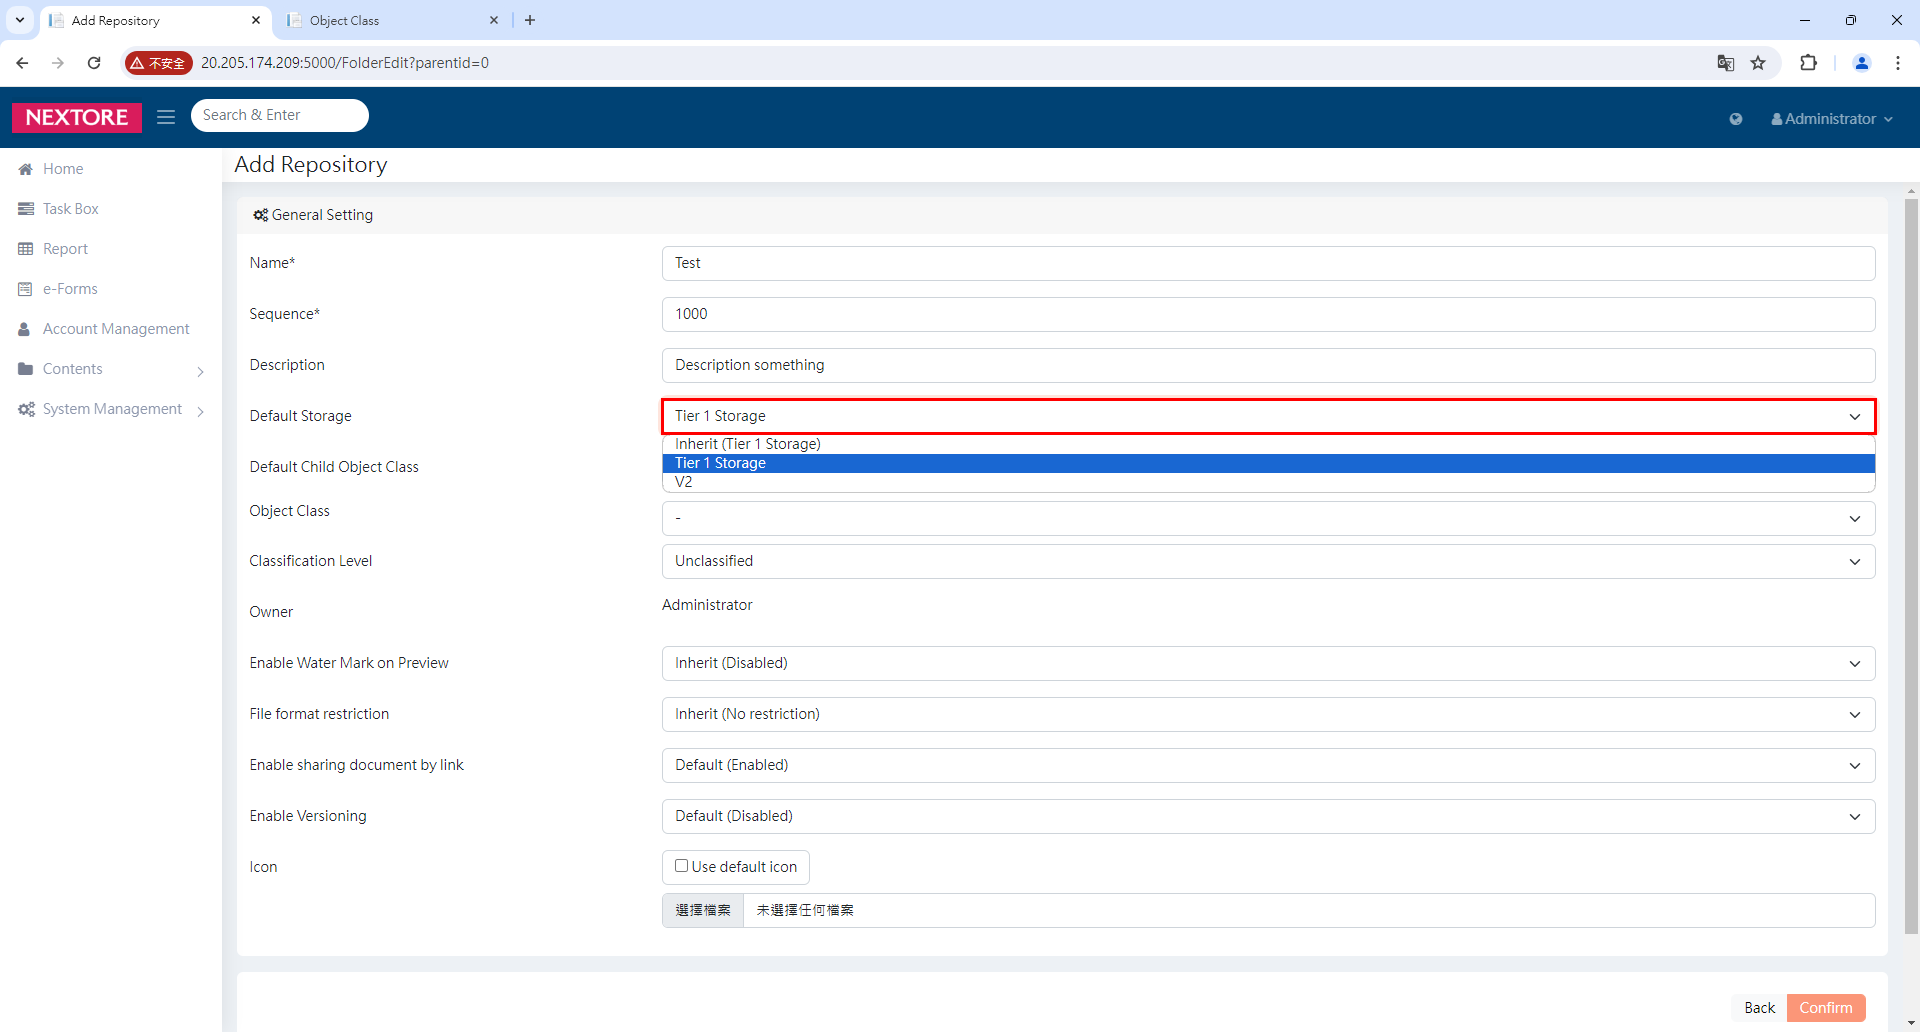 Add Repository
Object Class
不安全
20.205.174.209:5000/FolderEdit?parentid=0
NEXTORE
Search & Enter
Administrator
Home
Task Box
Report
e-Forms
Account Management
Contents
System Management
Add Repository
General Setting
Name*
Test
Sequence*
1000
Description
Description something
Default Storage
Tier 1 Storage
Inherit (Tier 1 Storage)
Tier 1 Storage
V2
Default Child Object Class
Object Class
-
Classification Level
Unclassified
Owner
Administrator
Enable Water Mark on Preview
Inherit (Disabled)
File format restriction
Inherit (No restriction)
Enable sharing document by link
Default (Enabled)
Enable Versioning
Default (Disabled)
Icon
Use default icon
選擇檔案
未選擇任何檔案
Back
Confirm